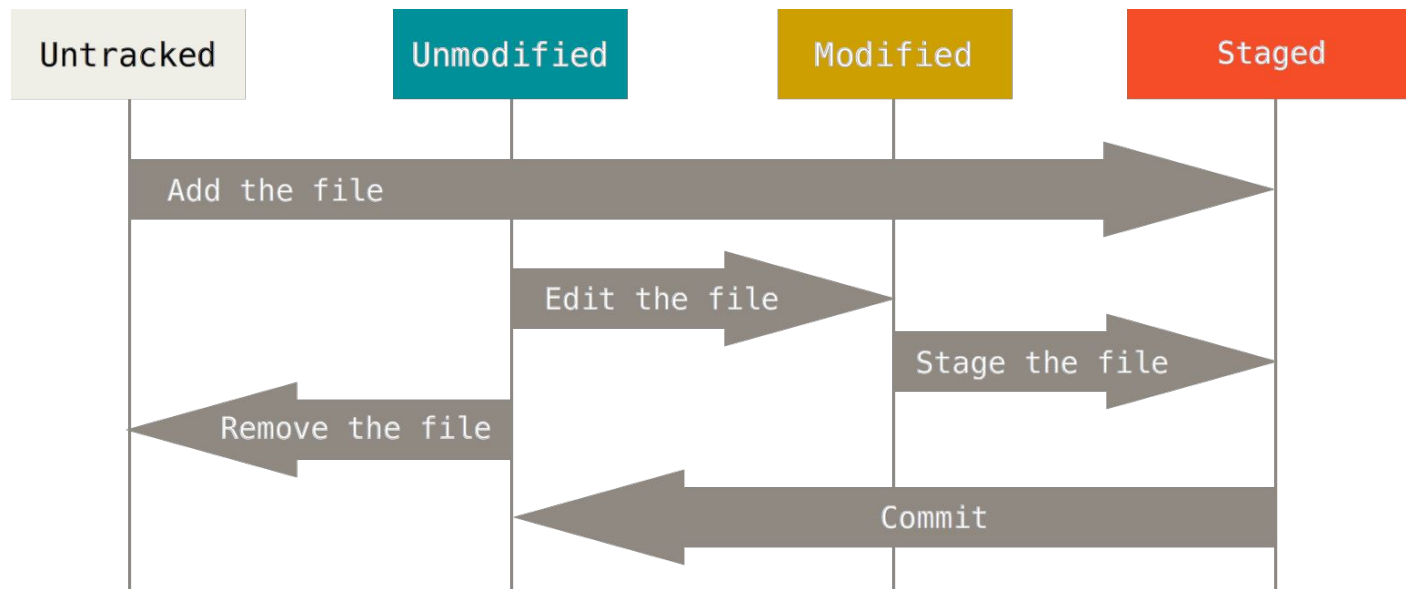 Untracked
Unmodified
Modified
Staged
Add the file
Edit the file
Stage the file
Remove the file
Commit